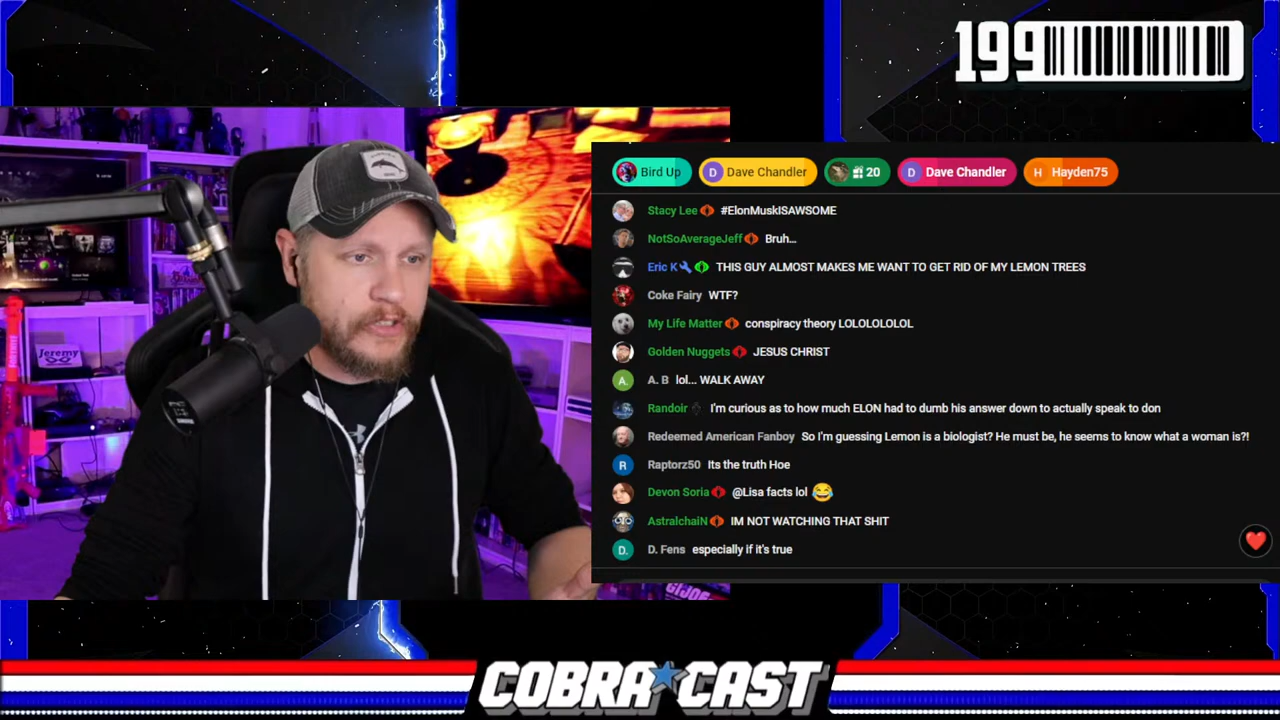 199
Bird Up
Dave Chandler
20
Dave Chandler
Hayden75
Stacy Lee #ElonMuskISAWSOME
NotSoAverageJeff Bruh...
Eric K THIS GUY ALMOST MAKES ME WANT TO GET RID OF MY LEMON TREES
Coke Fairy WTF?
My Life Matter conspiracy theory LOLOLOLOLOL
Golden Nuggets JESUS CHRIST
A. B lol... WALK AWAY
Randoir I'm curious as to how much ELON had to dumb his answer down to actually speak to don
Redeemed American Fanboy So I'm guessing Lemon is a biologist? He must be, he seems to know what a woman is?!
Raptorz50 Its the truth Hoe
Devon Soria @Lisa facts lol 😂
AstralchaiN IM NOT WATCHING THAT SHIT
D. Fens especially if it's true
Jeremy
GIJOE
COBRA CAST